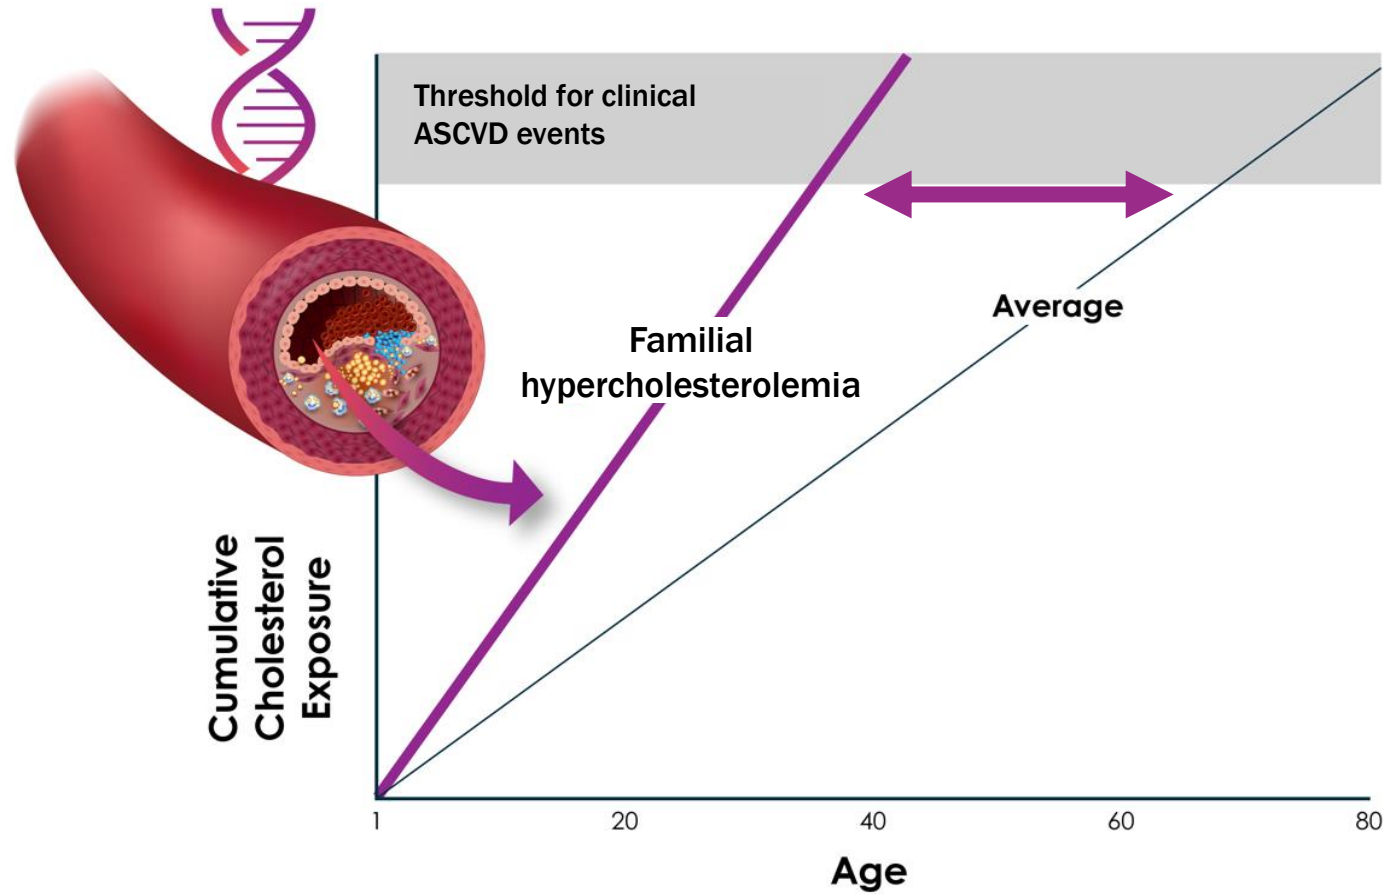 Threshold for clinical
ASCVD events
Average
Familial
hypercholesterolemia
Cumulative
Cholesterol
Exposure
1 20 40 60 80
Age